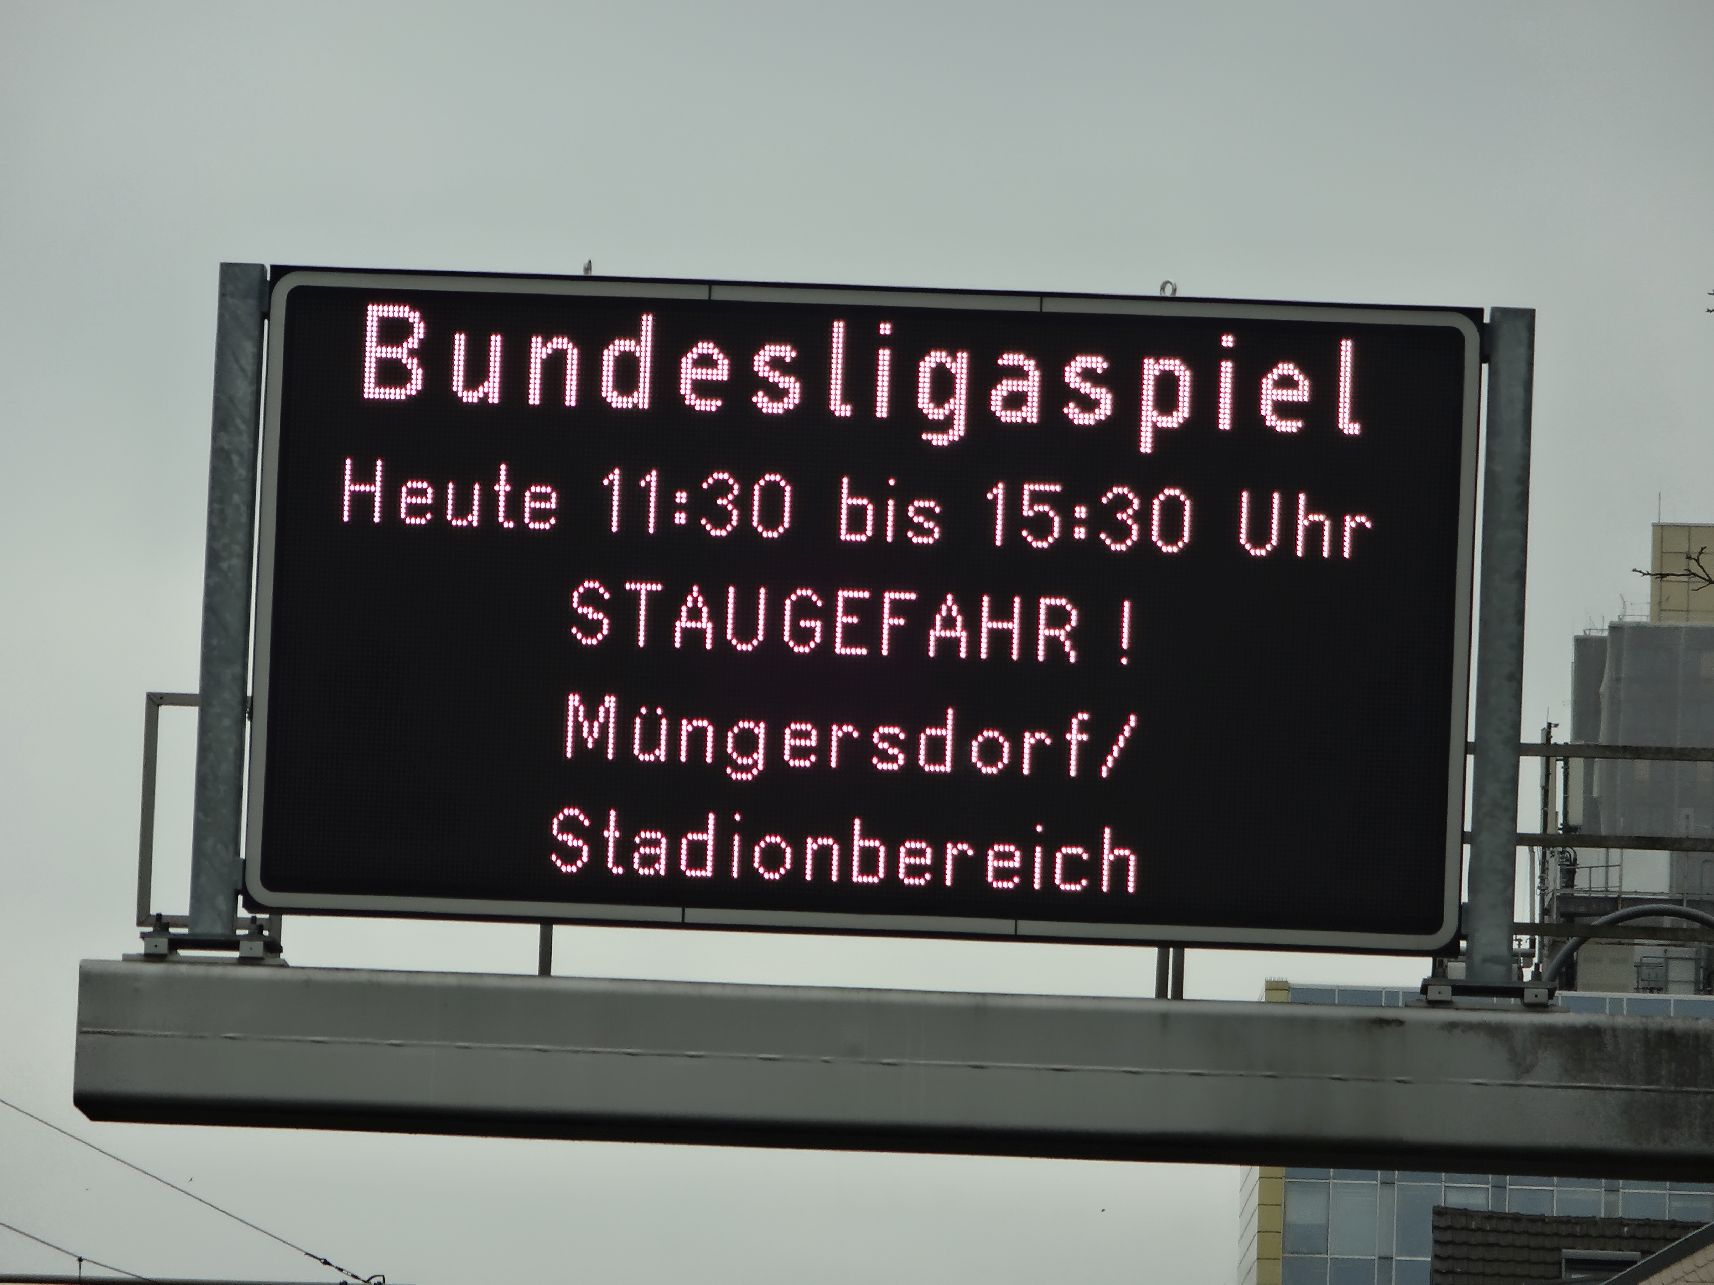 Bundesligaspiel
Heute 11:30 bis 15:30 Uhr
STAUGEFAHR !
Müngersdorf/
Stadionbereich